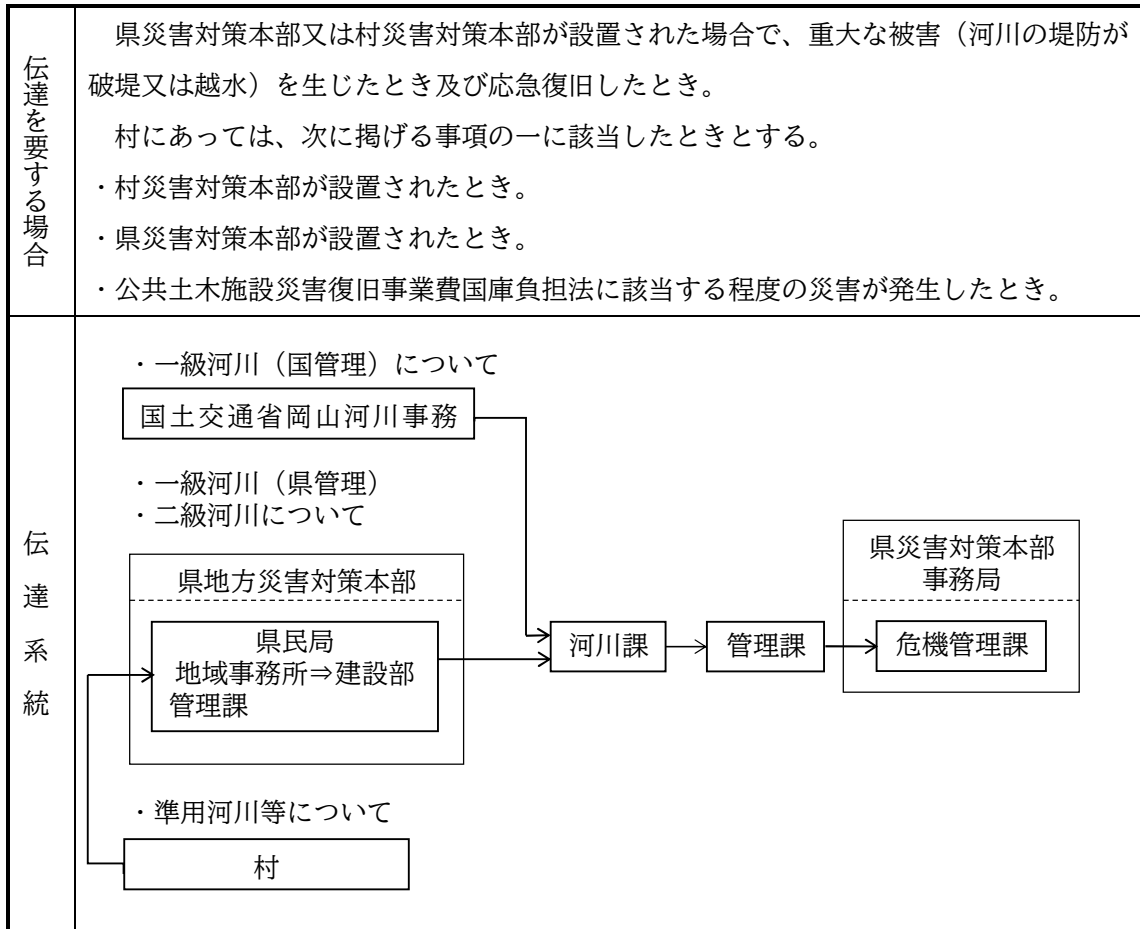 伝達を要する場合
県災害対策本部又は村災害対策本部が設置された場合で、重大な被害（河川の堤防が
破堤又は越水）を生じたとき及び応急復旧したとき。
村にあっては、次に掲げる事項の一に該当したときとする。
・村災害対策本部が設置されたとき。
・県災害対策本部が設置されたとき。
・公共土木施設災害復旧事業費国庫負担法に該当する程度の災害が発生したとき。
伝達系統
・一級河川（国管理）について
国土交通省岡山河川事務
・一級河川（県管理）
・二級河川について
県地方災害対策本部
県民局
地域事務所⇒建設部
管理課
河川課
管理課
県災害対策本部
事務局
危機管理課
・準用河川等について
村